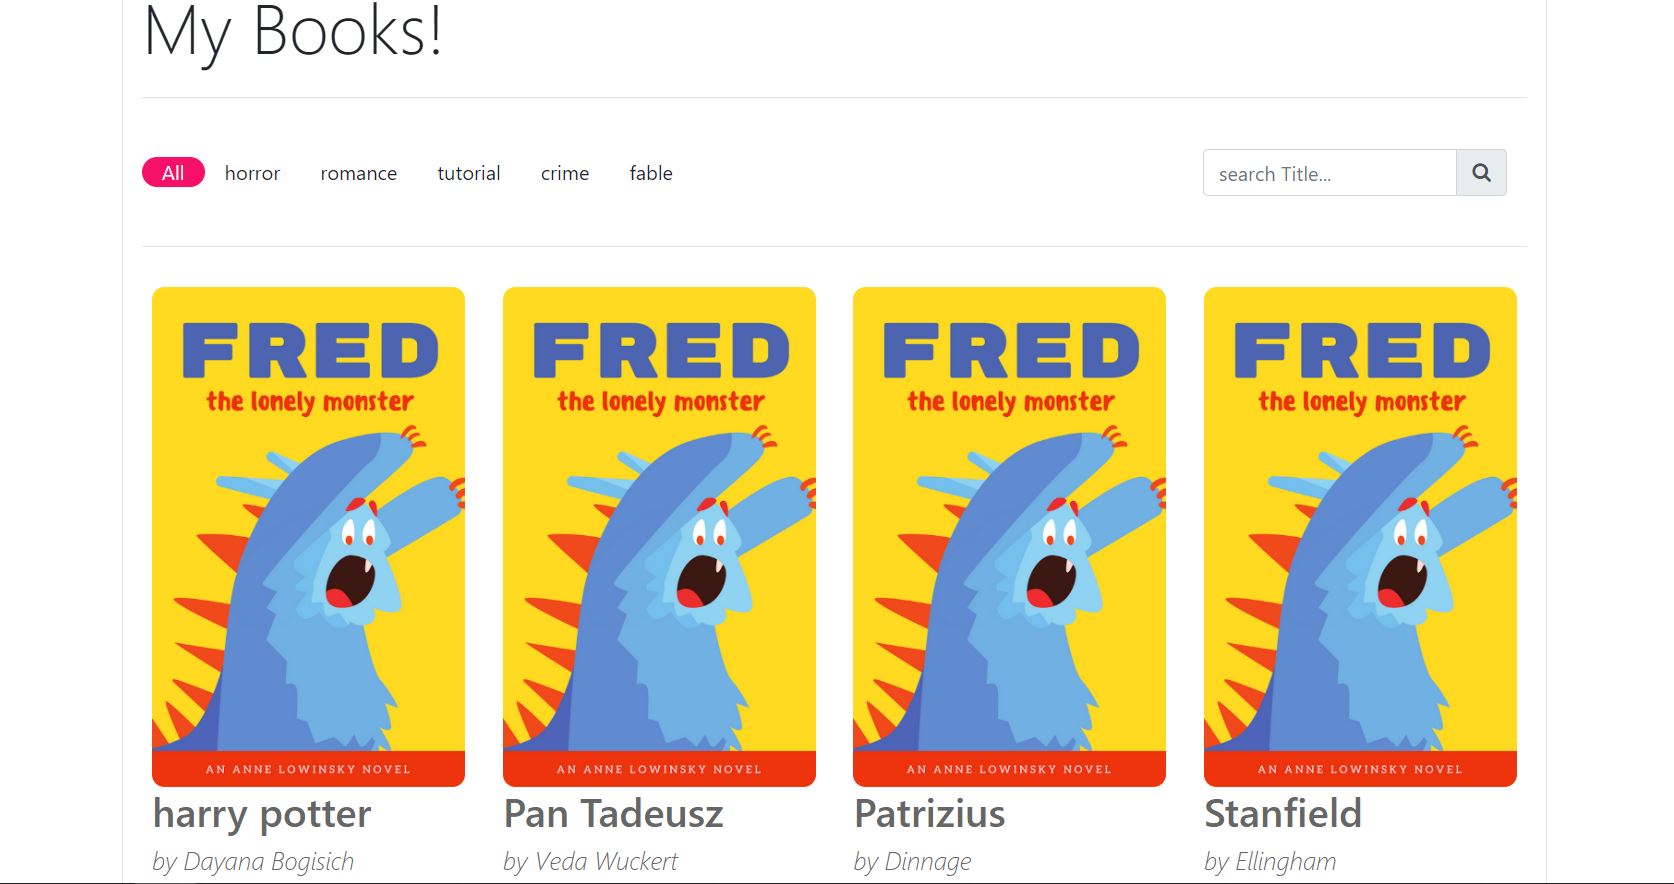 My Books!
All horror romance tutorial crime fable search Title...
FRED FRED FRED FRED
the lonely monster the lonely monster the lonely monster the lonely monster
AN ANNE LOWINSKY NOVEL AN ANNE LOWINSKY NOVEL AN ANNE LOWINSKY NOVEL AN ANNE LOWINSKY NOVEL
harry potter Pan Tadeusz Patrizius Stanfield
by Dayana Bogisich by Veda Wuckert by Dinnage by Ellingham